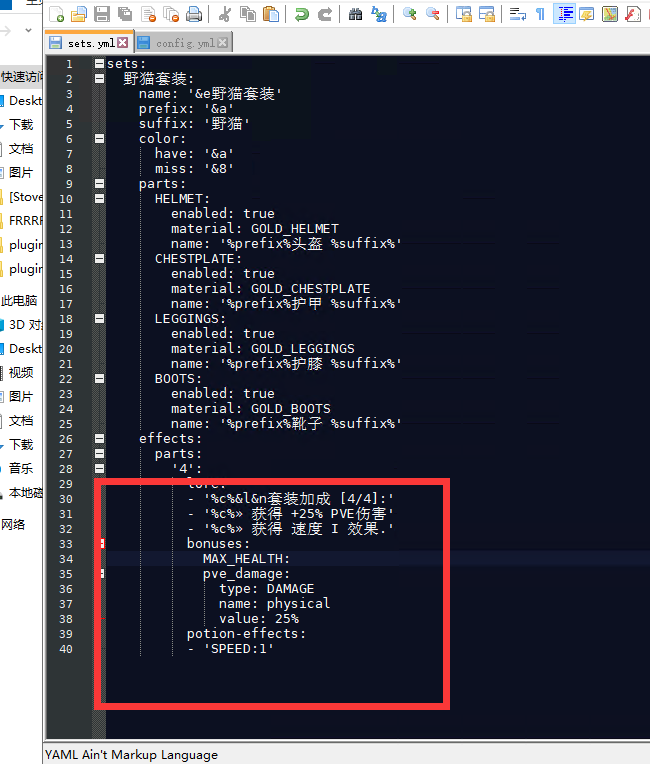 主
快速访问
Deskt
下载
文档
图片
[Stove
FRRRF
plugin
plugin
此电脑
3D 对
Deskt
视频
图片
文档
下载
音乐
本地磁
网络
sets.yml
config.yml
1 sets:
2 野猫套装:
3 name: '&e野猫套装'
4 prefix: '&a'
5 suffix: '野猫'
6 color:
7 have: '&a'
8 miss: '&8'
9 parts:
10 HELMET:
11 enabled: true
12 material: GOLD_HELMET
13 name: '%prefix%头盔 %suffix%'
14 CHESTPLATE:
15 enabled: true
16 material: GOLD_CHESTPLATE
17 name: '%prefix%护甲 %suffix%'
18 LEGGINGS:
19 enabled: true
20 material: GOLD_LEGGINGS
21 name: '%prefix%护膝 %suffix%'
22 BOOTS:
23 enabled: true
24 material: GOLD_BOOTS
25 name: '%prefix%靴子 %suffix%'
26 effects:
27 parts:
28 '4':
29 lore:
30 - '%c%&l&n套装加成 [4/4]:'
31 - '%c%» 获得 +25% PVE伤害'
32 - '%c%» 获得 速度 I 效果.'
33 bonuses:
34 MAX_HEALTH:
35 pve_damage:
36 type: DAMAGE
37 name: physical
38 value: 25%
39 potion-effects:
40 - 'SPEED:1'
YAML Ain't Markup Language